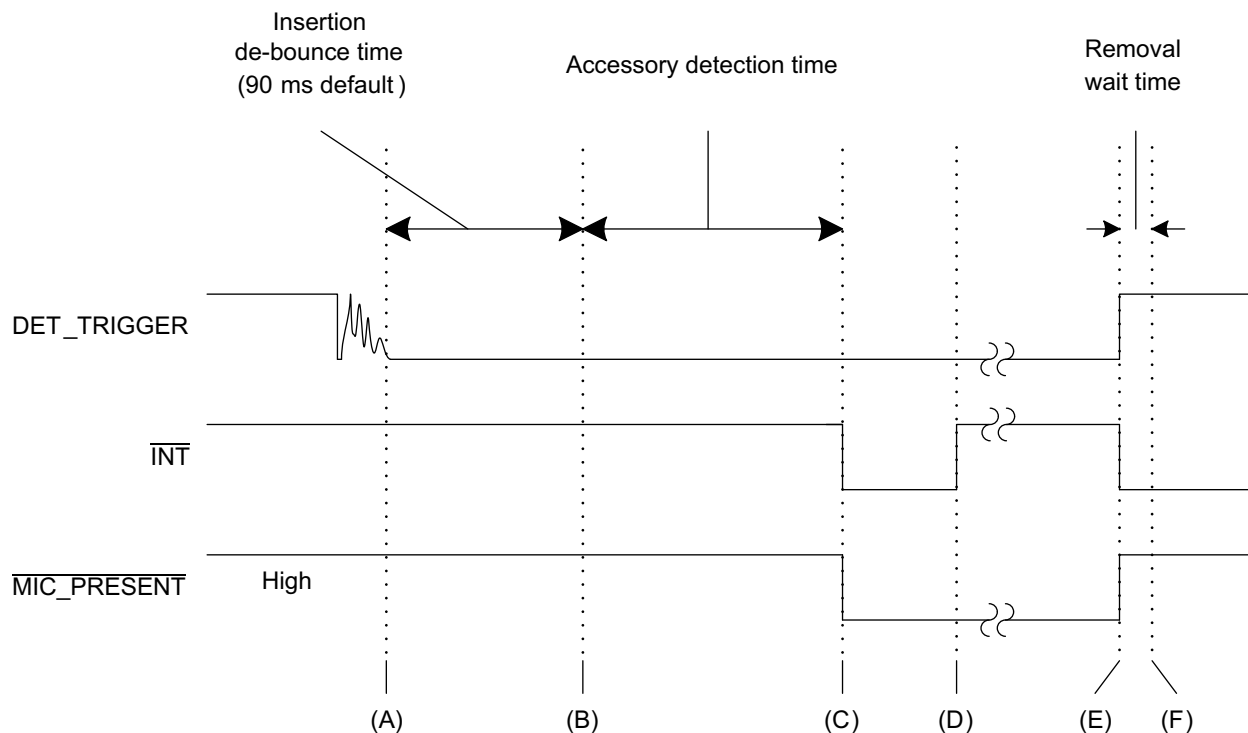 Insertion
de-bounce time
(90 ms default)
Accessory detection time
Removal
wait time
DET_TRIGGER
INT
MIC_PRESENT
High
(A)
(B)
(C)
(D)
(E)
(F)